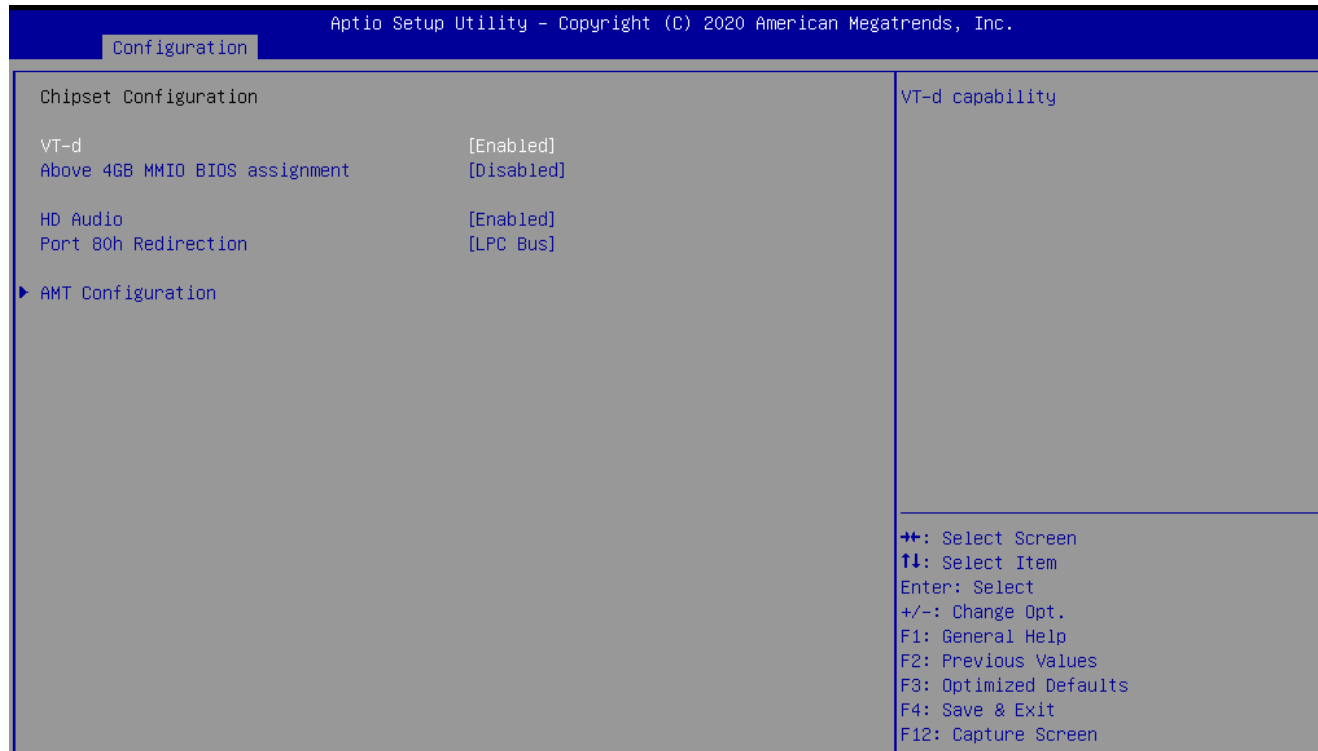 Aptio Setup Utility – Copyright (C) 2020 American Megatrends, Inc.
Configuration
Chipset Configuration
VT-d [Enabled]
Above 4GB MMIO BIOS assignment [Disabled]
HD Audio [Enabled]
Port 80h Redirection [LPC Bus]
▶ AMT Configuration
VT-d capability
→←: Select Screen
↑↓: Select Item
Enter: Select
+/-: Change Opt.
F1: General Help
F2: Previous Values
F3: Optimized Defaults
F4: Save & Exit
F12: Capture Screen